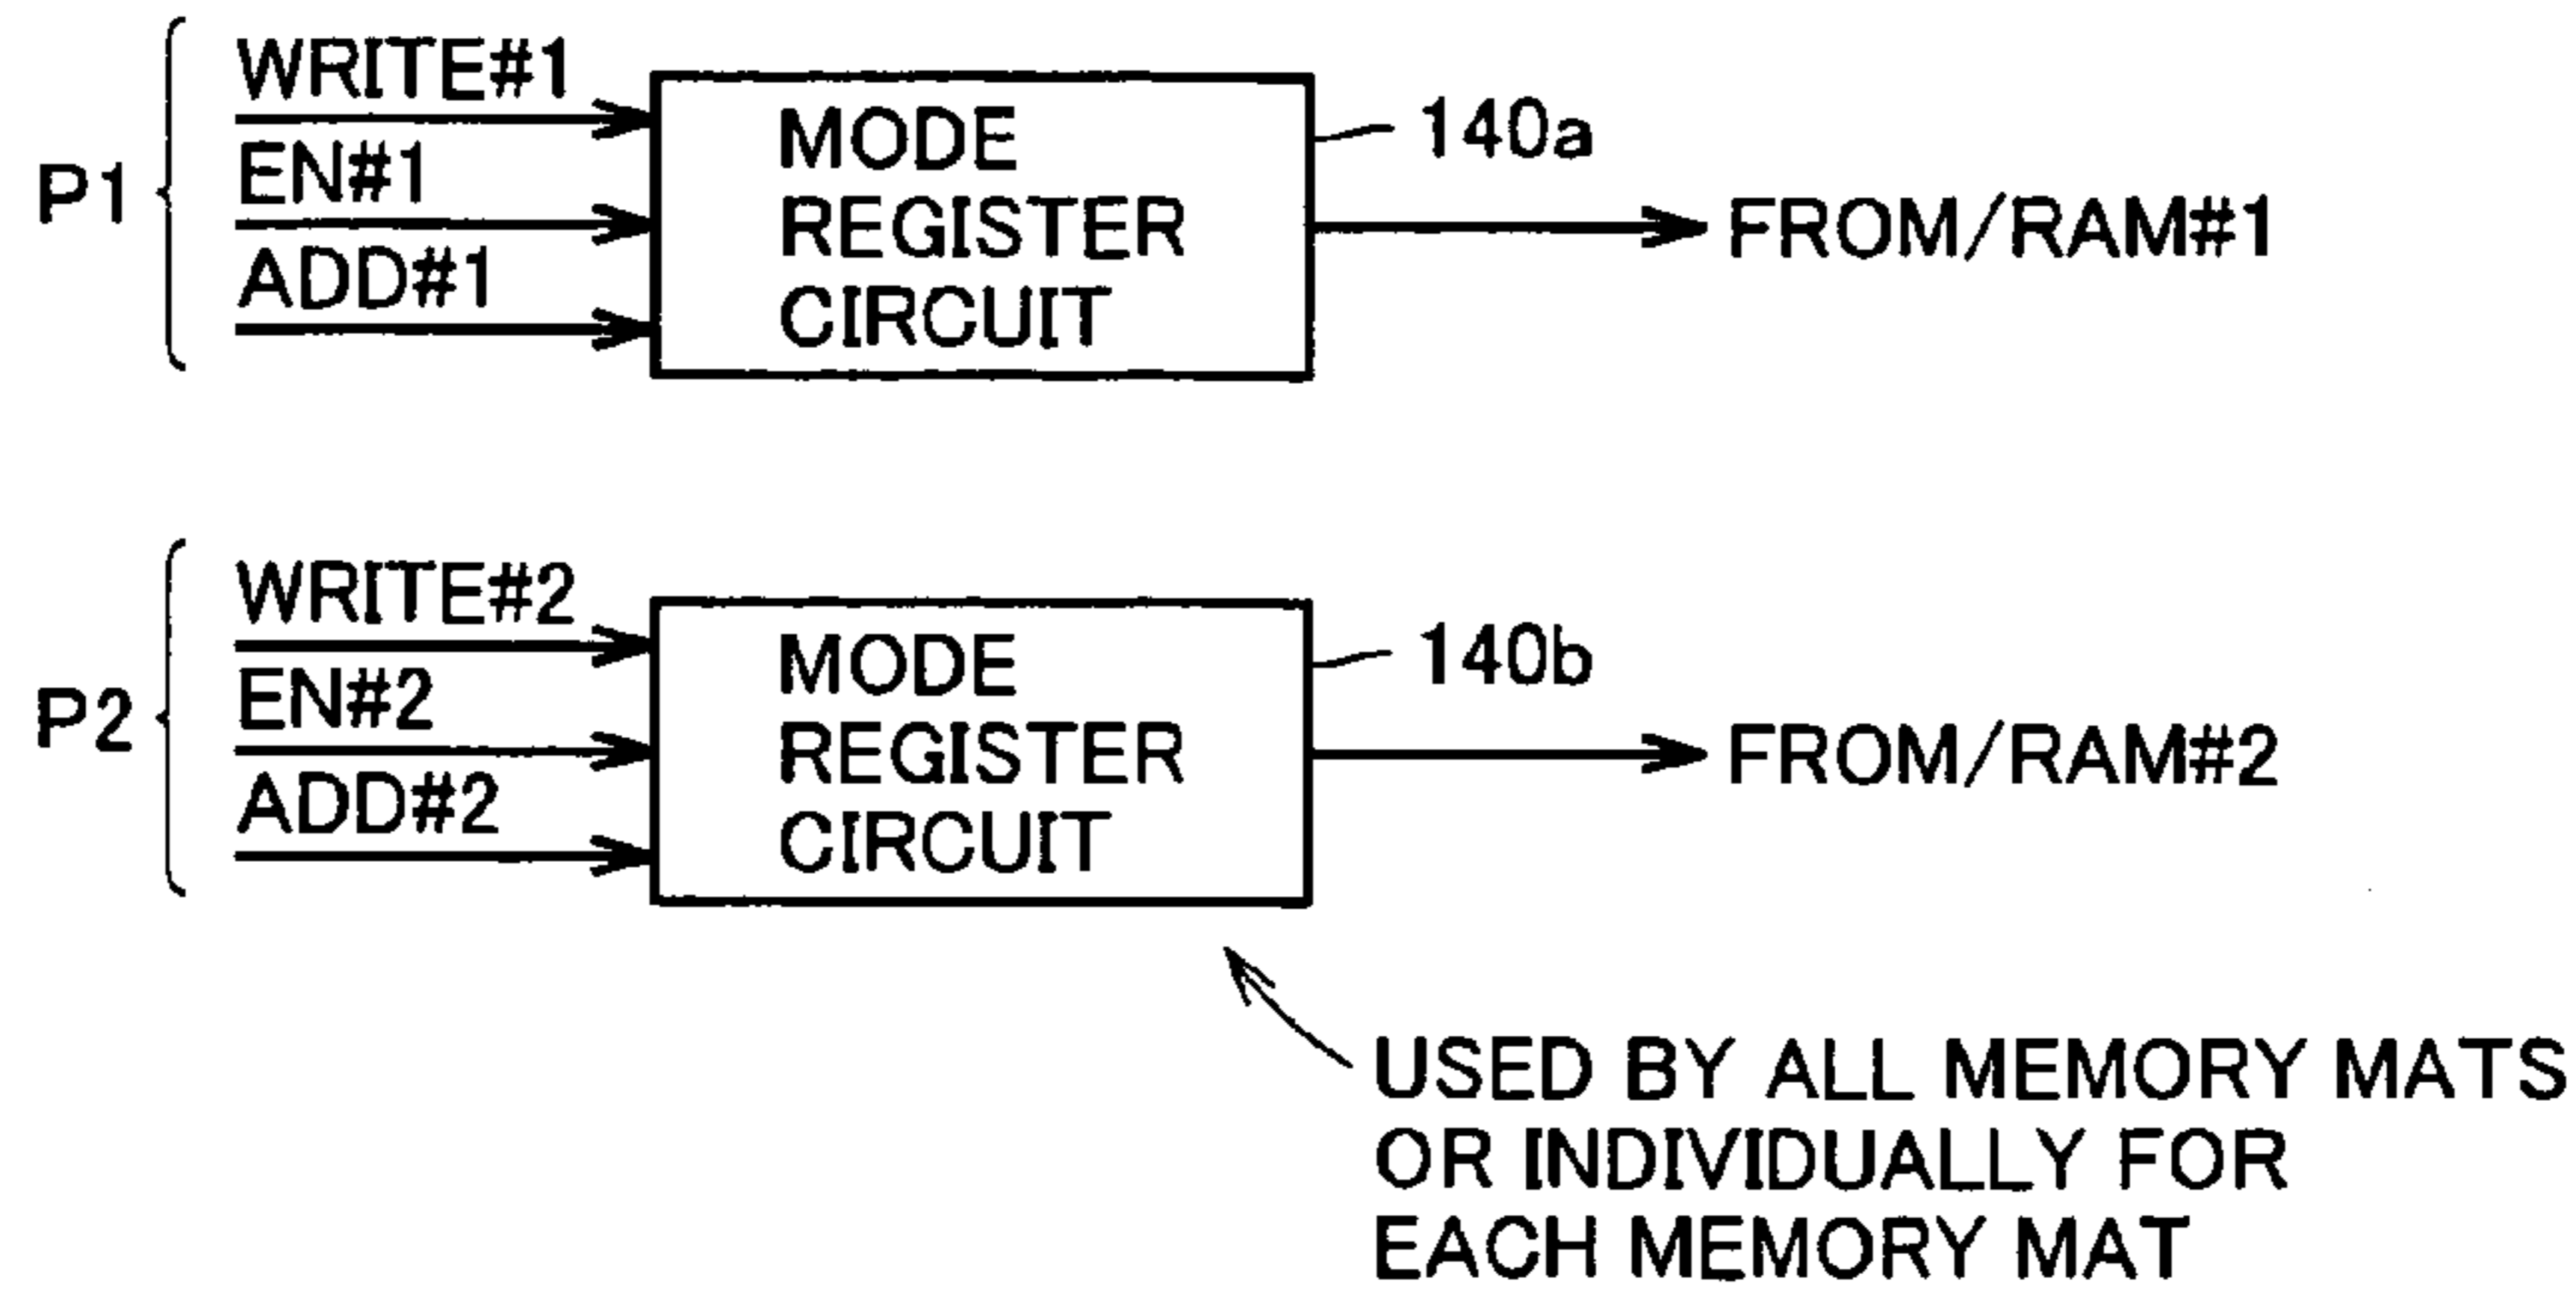 P1
WRITE#1
EN#1
ADD#1
MODE
REGISTER
CIRCUIT
140a
FROM/RAM#1
P2
WRITE#2
EN#2
ADD#2
MODE
REGISTER
CIRCUIT
140b
FROM/RAM#2
USED BY ALL MEMORY MATS
OR INDIVIDUALLY FOR
EACH MEMORY MAT